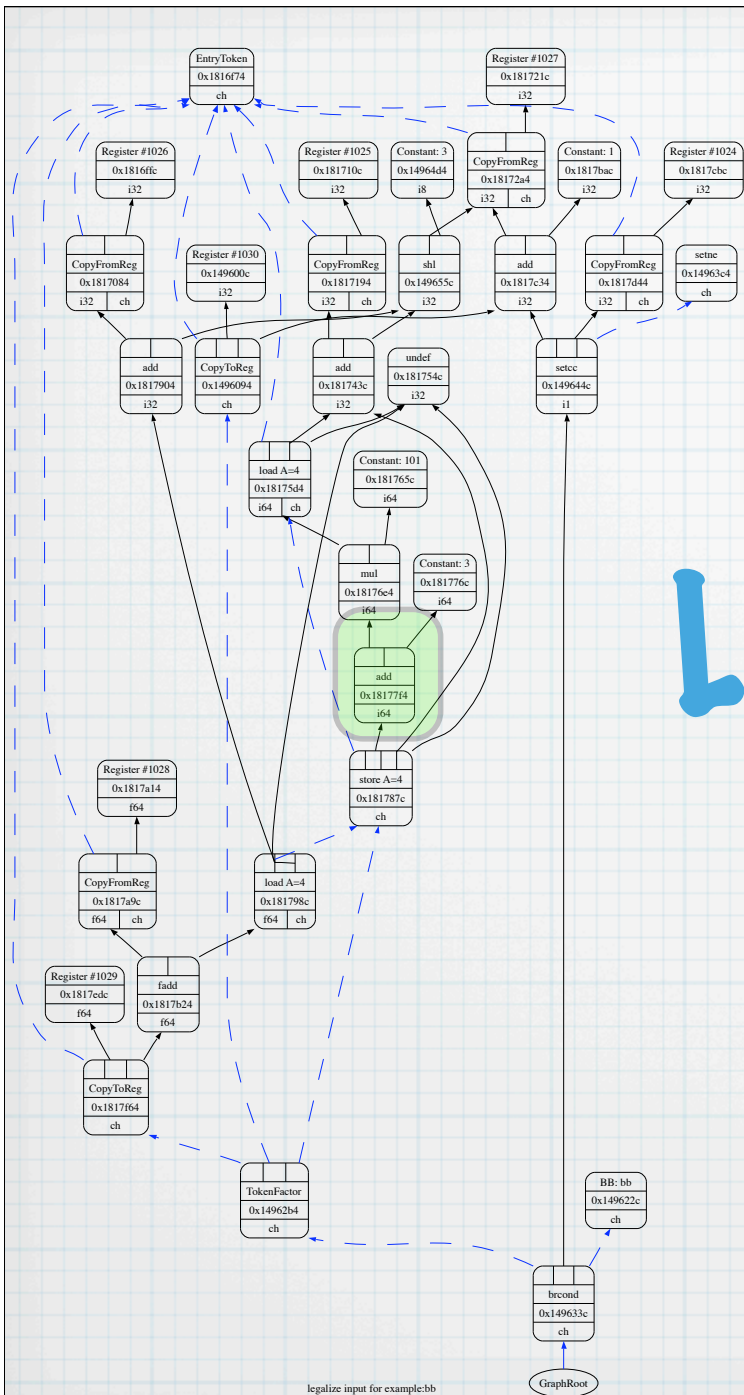 EntryToken
0x1816f74
ch
Register #1027
0x181721c
i32
Register #1026
0x1816ffc
i32
Register #1025
0x181710c
i32
Constant: 3
0x14964d4
i8
CopyFromReg
0x18172a4
i32 ch
Constant: 1
0x1817bac
i32
Register #1024
0x1817cbc
i32
CopyFromReg
0x1817084
i32 ch
Register #1030
0x149600c
i32
CopyFromReg
0x1817194
i32 ch
shl
0x149655c
i32
add
0x1817c34
i32
CopyFromReg
0x1817d44
i32 ch
setne
0x14963c4
ch
add
0x1817904
i32
CopyToReg
0x1496094
ch
add
0x181743c
i32
undef
0x181754c
i32
setcc
0x149644c
i1
load A=4
0x18175d4
i64 ch
Constant: 101
0x181765c
i64
mul
0x18176e4
i64
Constant: 3
0x181776c
i64
add
0x18177f4
i64
store A=4
0x181787c
ch
Register #1028
0x1817a14
f64
CopyFromReg
0x1817a9c
f64 ch
load A=4
0x181798c
f64 ch
Register #1029
0x1817edc
f64
fadd
0x1817b24
f64
CopyToReg
0x1817f64
ch
TokenFactor
0x14962b4
ch
BB: bb
0x149622c
ch
brcond
0x149633c
ch
GraphRoot
legalize input for example:bb